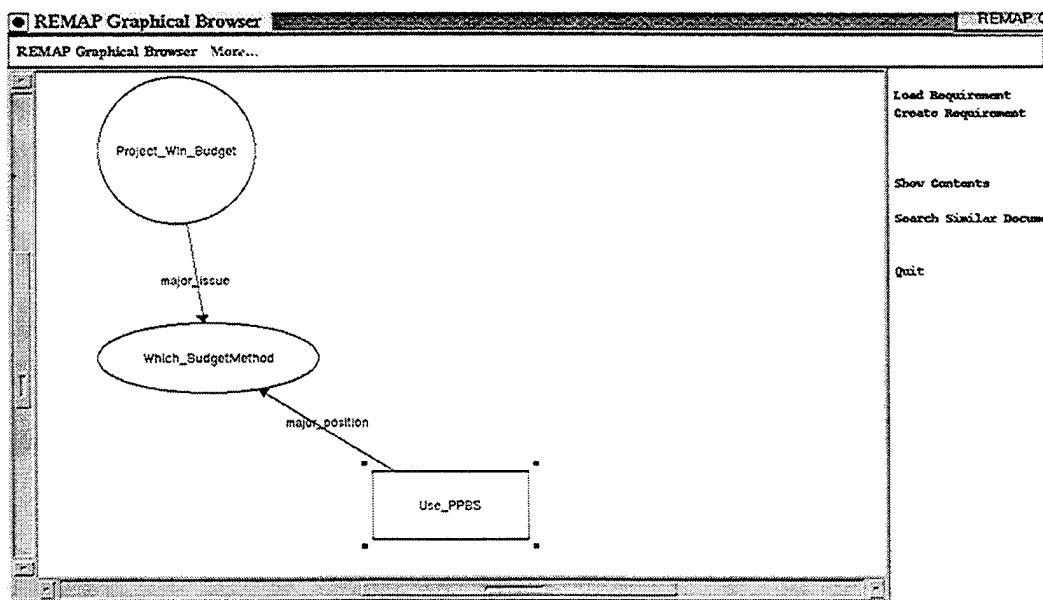 REMAP Graphical Browser
REMAP
REMAP Graphical Browser More...
Load Requirement
Create Requirement
Project_Win_Budget
Show Contents
Search Similar
major_issue
Quit
Which_BudgetMethod
major_position
Use_PPBS